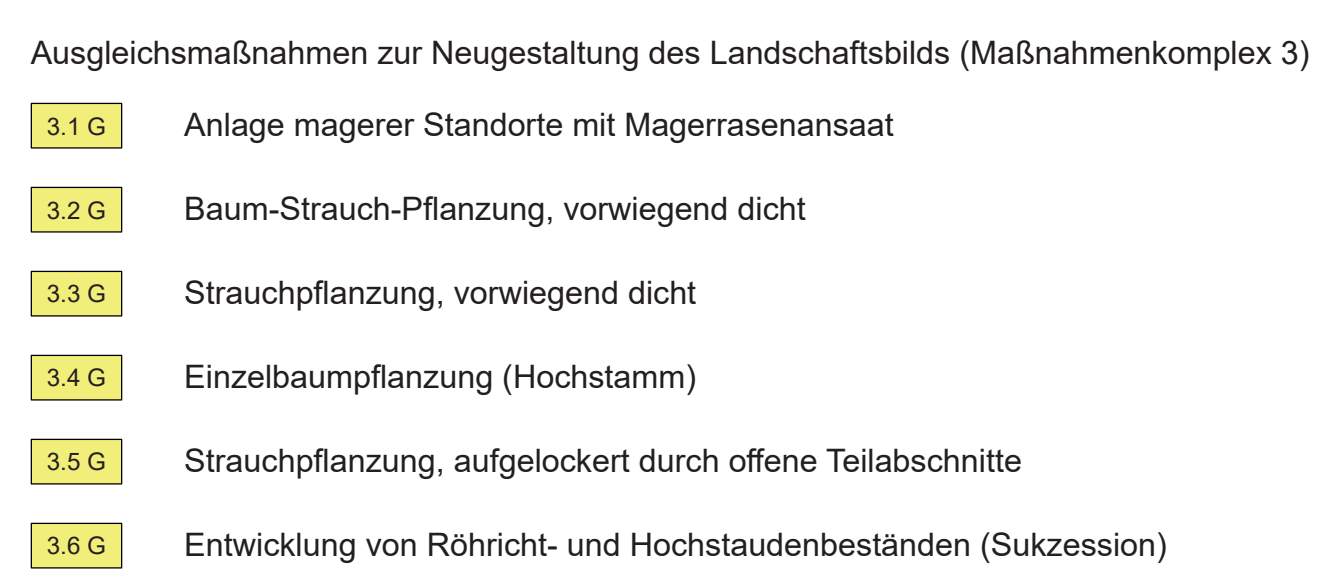 Ausgleichsmaßnahmen zur Neugestaltung des Landschaftsbilds (Maßnahmenkomplex 3)
3.1 G Anlage magerer Standorte mit Magerrasenansaat
3.2 G Baum-Strauch-Pflanzung, vorwiegend dicht
3.3 G Strauchpflanzung, vorwiegend dicht
3.4 G Einzelbaumpflanzung (Hochstamm)
3.5 G Strauchpflanzung, aufgelockert durch offene Teilabschnitte
3.6 G Entwicklung von Röhricht- und Hochstaudenbeständen (Sukzession)